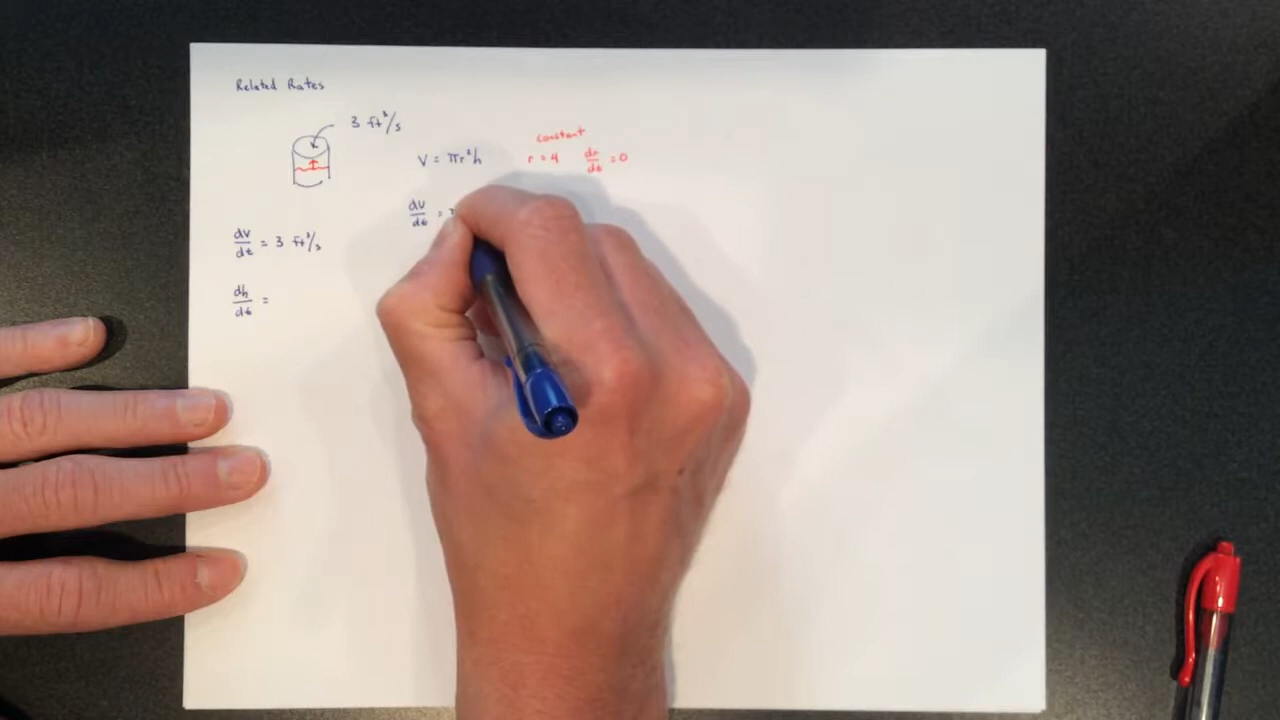 Related Rates
3 ft³/s
constant
V = πr²h
r = 4 dr/dt = 0
dV/dt =
dV/dt = 3 ft³/s
dh/dt =